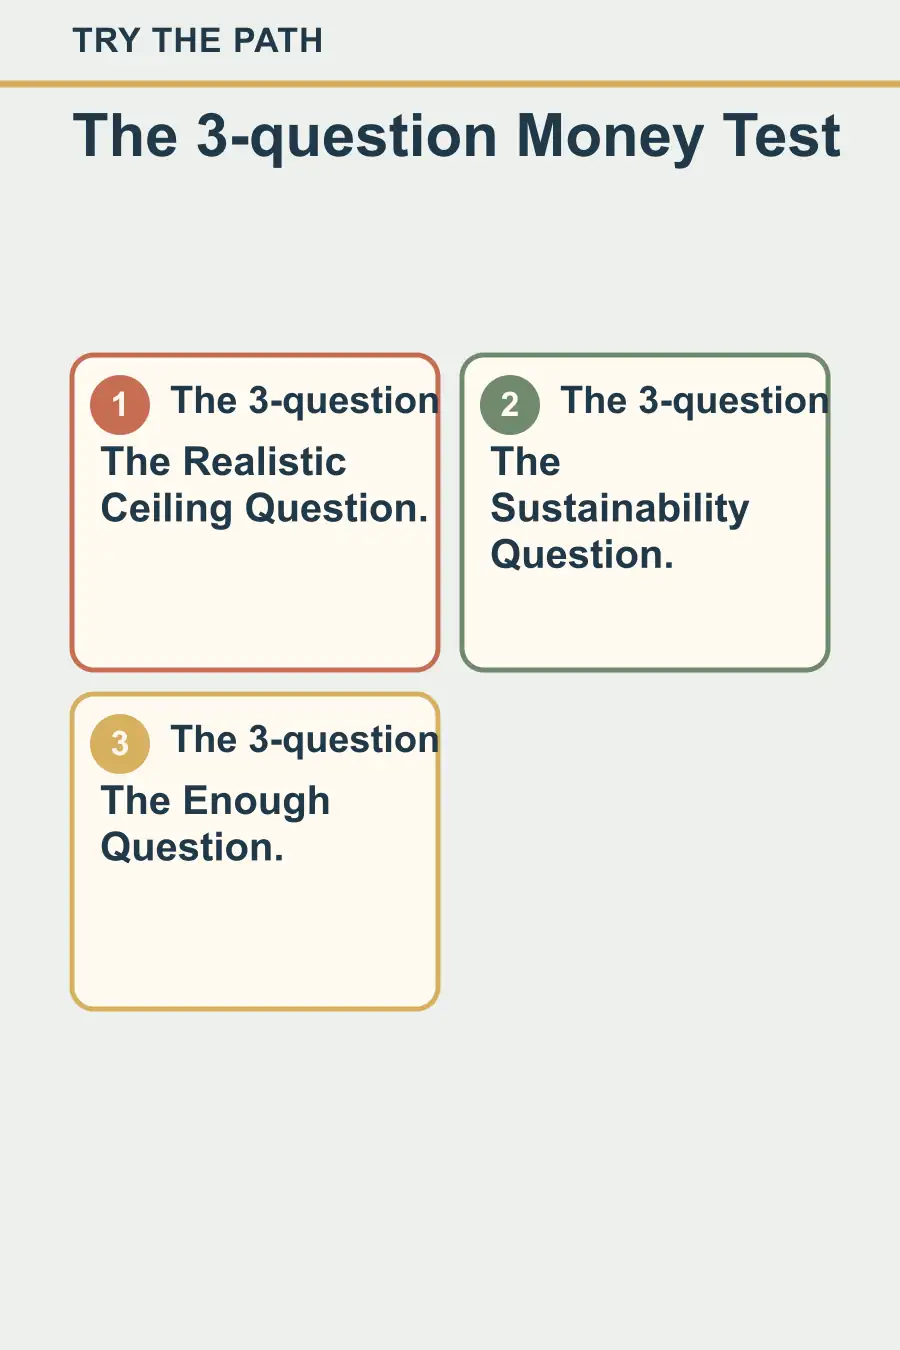 TRY THE PATH
The 3-question Money Test
1
The 3-question
The Realistic
Ceiling Question.
2
The 3-question
The
Sustainability
Question.
3
The 3-question
The Enough
Question.